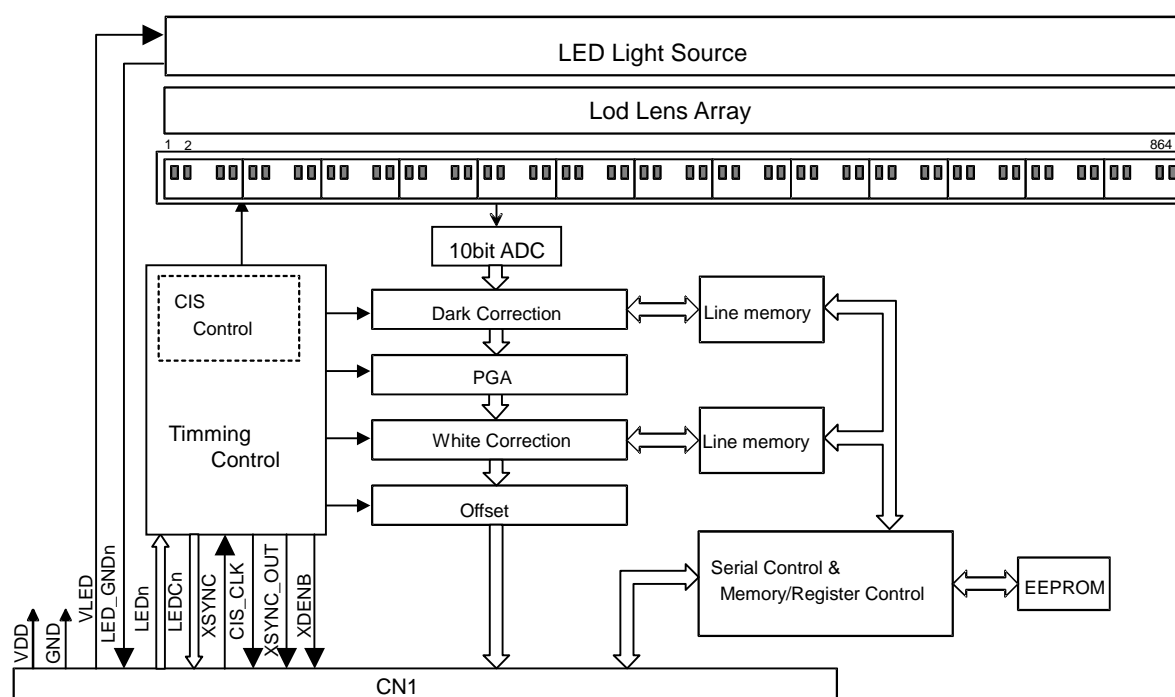 LED Light Source
Lod Lens Array
1 2 864
10bit ADC
CIS
Control
Dark Correction
Line memory
PGA
Timming
Control
White Correction
Line memory
Offset
Serial Control &
Memory/Register Control
EEPROM
VDD
GND
VLED
LED_GNDn
LEDn
LEDCn
XSYNC
CIS_CLK
XSYNC_OUT
XDENB
CN1